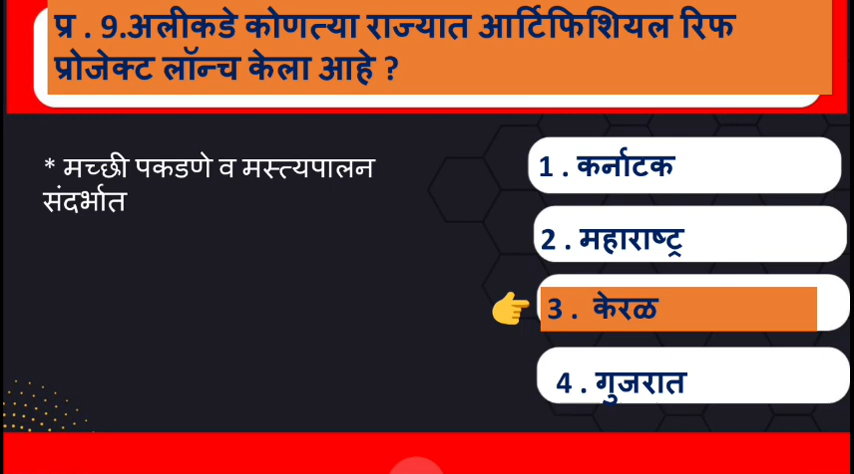 प्र . 9.अलीकडे कोणत्या राज्यात आर्टिफिशियल रिफ
प्रोजेक्ट लॉन्च केला आहे ?
* मच्छी पकडणे व मस्त्यपालन
संदर्भात
1 . कर्नाटक
2 . महाराष्ट्र
3 . केरळ
4 . गुजरात